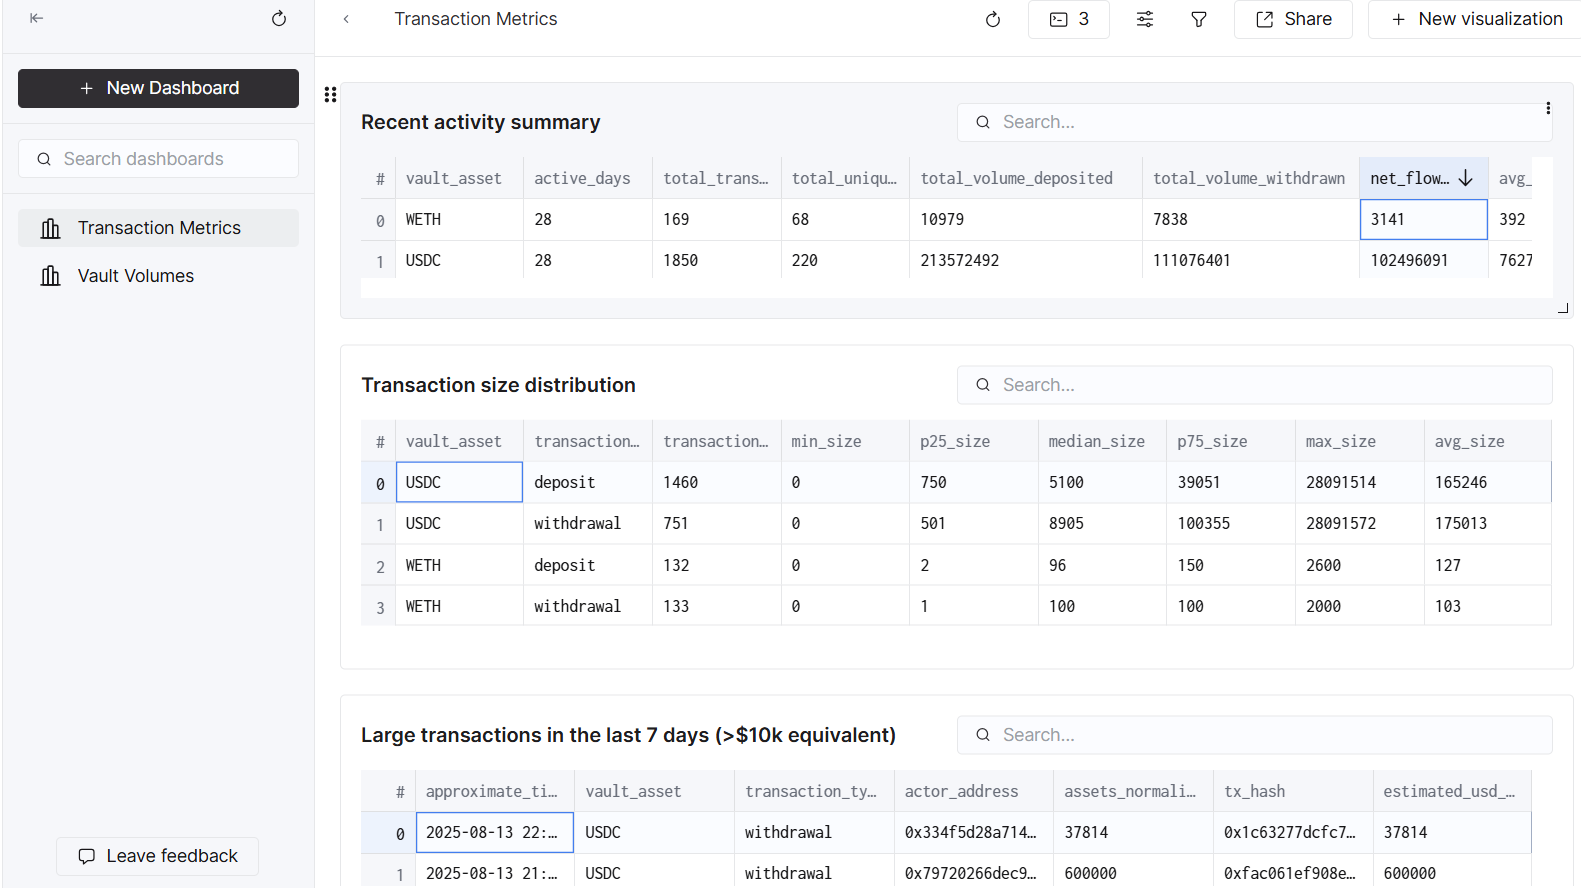 Transaction Metrics
3
Share
New visualization
New Dashboard
Search dashboards
Transaction Metrics
Vault Volumes
Leave feedback
Recent activity summary
Search...
# vault_asset active_days total_trans… total_uniqu… total_volume_deposited total_volume_withdrawn net_flow… avg_
0 WETH 28 169 68 10979 7838 3141 392
1 USDC 28 1850 220 213572492 111076401 102496091 7627
Transaction size distribution
Search...
# vault_asset transaction… transaction… min_size p25_size median_size p75_size max_size avg_size
0 USDC deposit 1460 0 750 5100 39051 28091514 165246
1 USDC withdrawal 751 0 501 8905 100355 28091572 175013
2 WETH deposit 132 0 2 96 150 2600 127
3 WETH withdrawal 133 0 1 100 100 2000 103
Large transactions in the last 7 days (>$10k equivalent)
Search...
# approximate_ti… vault_asset transaction_ty… actor_address assets_normali… tx_hash estimated_usd_…
0 2025-08-13 22:… USDC withdrawal 0x334f5d28a714… 37814 0x1c63277dcfc7… 37814
1 2025-08-13 21:… USDC withdrawal 0x79720266dec9… 600000 0xfac061ef908e… 600000